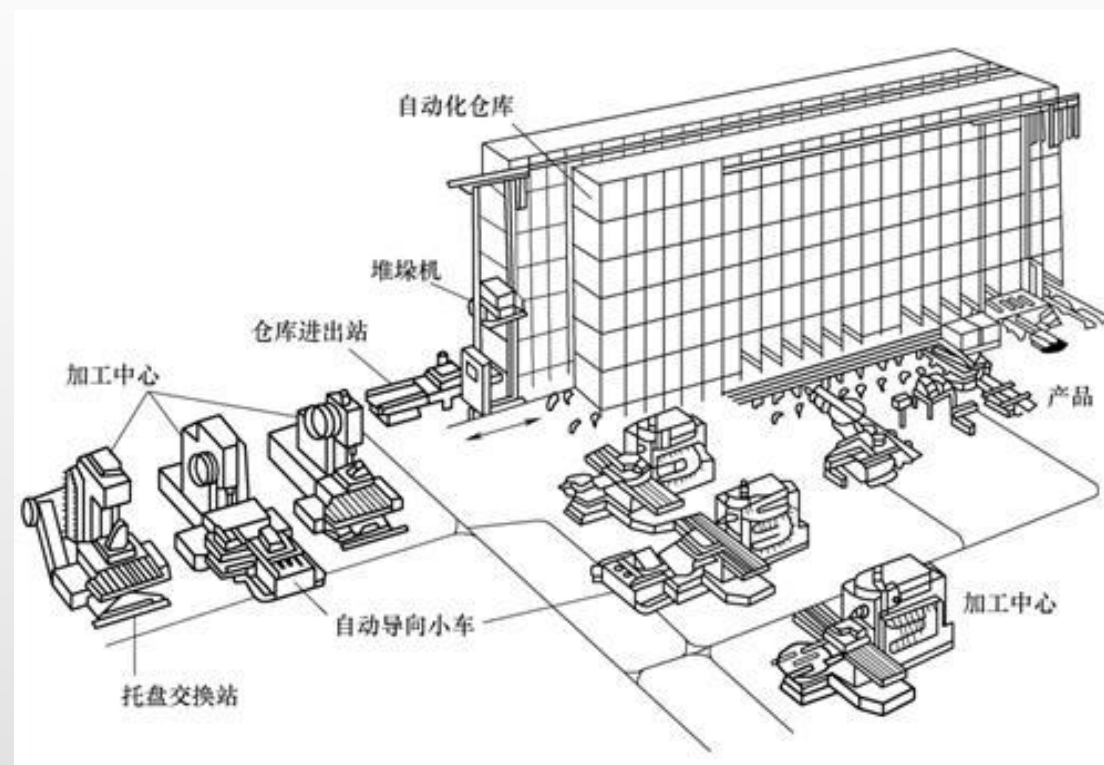 自动化仓库
堆垛机
仓库进出站
加工中心
产品
加工中心
自动导向小车
托盘交换站